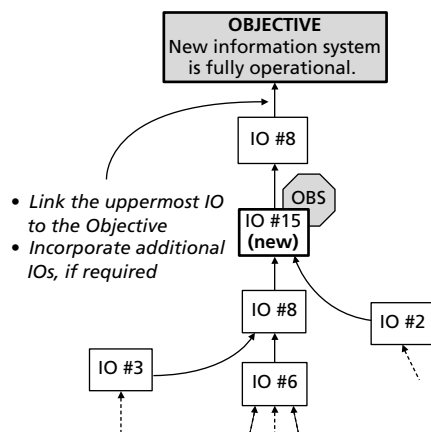 OBJECTIVE
New information system
is fully operational.
IO #8
• Link the uppermost IO
to the Objective
• Incorporate additional
IOs, if required
OBS
IO #15
(new)
IO #8
IO #2
IO #3
IO #6